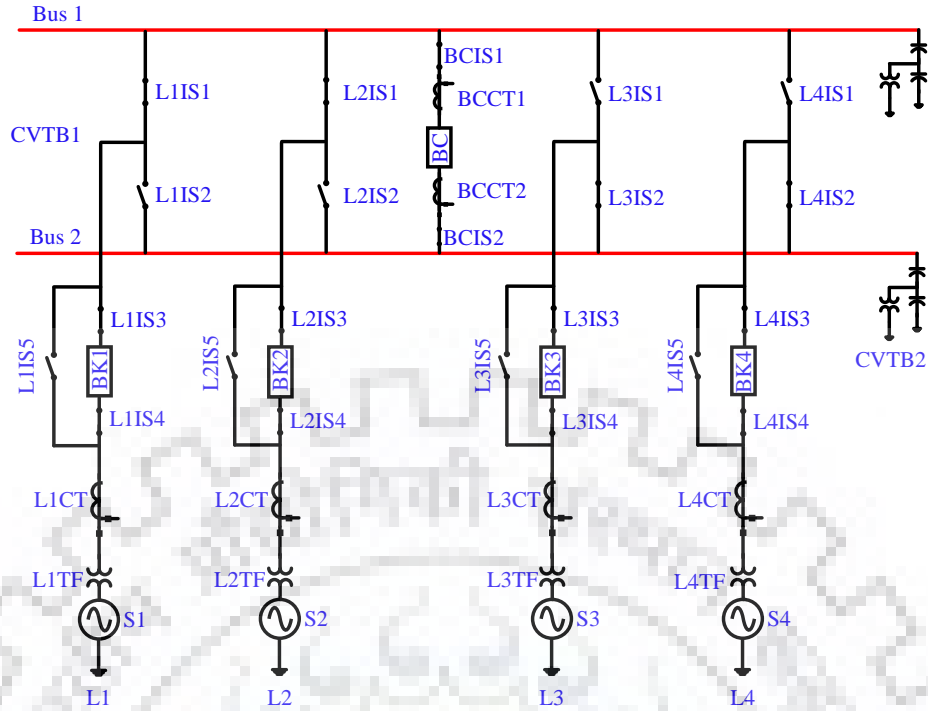 Bus 1
BCIS1
L1IS1
L2IS1
BCCT1
L3IS1
L4IS1
CVTB1
BC
L1IS2
L2IS2
BCCT2
L3IS2
L4IS2
Bus 2
BCIS2
L1IS3
L2IS3
L3IS3
L4IS3
L1IS5
BK1
L2IS5
BK2
L3IS5
BK3
L4IS5
BK4
CVTB2
L1IS4
L2IS4
L3IS4
L4IS4
L1CT
L2CT
L3CT
L4CT
L1TF
L2TF
L3TF
L4TF
S1
S2
S3
S4
L1
L2
L3
L4